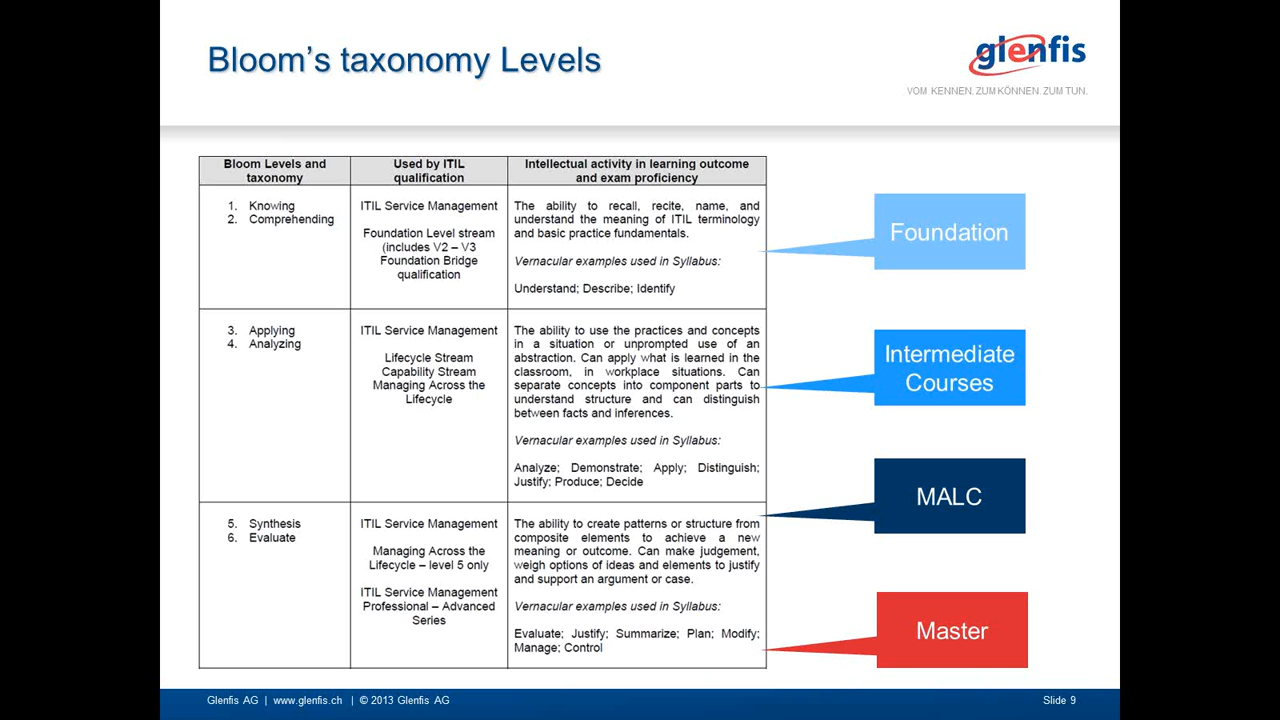 Bloom's taxonomy Levels
glenfis
VOM KENNEN. ZUM KÖNNEN. ZUM TUN.
Bloom Levels and
taxonomy
Used by ITIL
qualification
Intellectual activity in learning outcome
and exam proficiency
1. Knowing
2. Comprehending
ITIL Service Management
Foundation Level stream
(includes V2 – V3
Foundation Bridge
qualification
The ability to recall, recite, name, and
understand the meaning of ITIL terminology
and basic practice fundamentals.
Vernacular examples used in Syllabus:
Understand; Describe; Identify
Foundation
3. Applying
4. Analyzing
ITIL Service Management
Lifecycle Stream
Capability Stream
Managing Across the
Lifecycle
The ability to use the practices and concepts
in a situation or unprompted use of an
abstraction. Can apply what is learned in the
classroom, in workplace situations. Can
separate concepts into component parts to
understand structure and can distinguish
between facts and inferences.
Vernacular examples used in Syllabus:
Analyze; Demonstrate; Apply; Distinguish;
Justify; Produce; Decide
Intermediate
Courses
5. Synthesis
6. Evaluate
ITIL Service Management
Managing Across the
Lifecycle – level 5 only
ITIL Service Management
Professional – Advanced
Series
The ability to create patterns or structure from
composite elements to achieve a new
meaning or outcome. Can make judgement,
weigh options of ideas and elements to justify
and support an argument or case.
Vernacular examples used in Syllabus:
Evaluate; Justify; Summarize; Plan; Modify;
Manage; Control
MALC
Master
Glenfis AG | www.glenfis.ch | © 2013 Glenfis AG
Slide 9